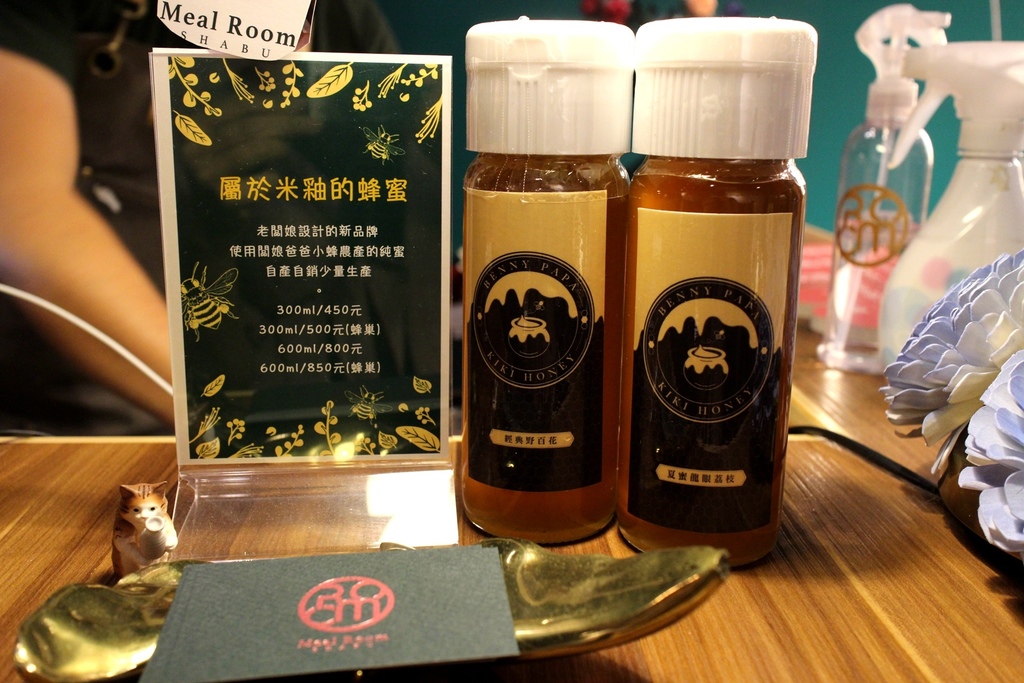 Meal Room
SHABU
屬於米釉的蜂蜜
老闆娘設計的新品牌
使用闆娘爸爸小蜂農產的純蜜
自產自銷少量生產
。
300ml/450元
300ml/500元(蜂巢)
600ml/800元
600ml/850元(蜂巢)
BENNY PAPA
KIKI HONEY
經典野百花
BENNY PAPA
KIKI HONEY
夏蜜龍眼荔枝
Meal Room